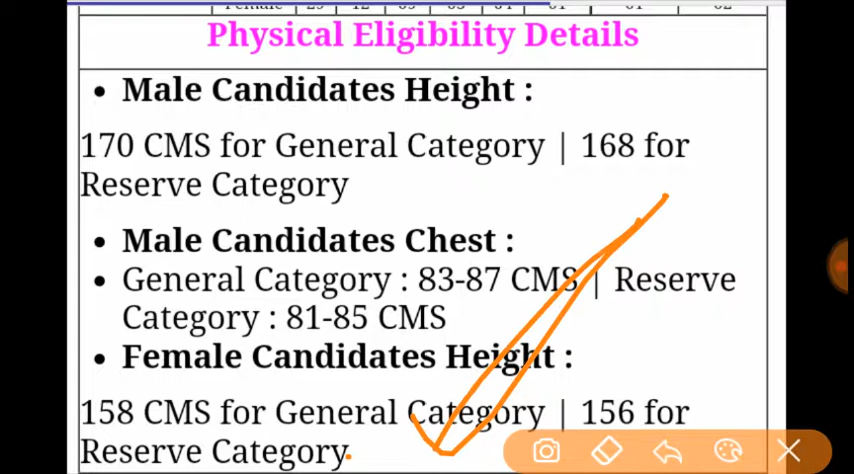 Physical Eligibility Details
• Male Candidates Height :
170 CMS for General Category | 168 for
Reserve Category
• Male Candidates Chest :
• General Category : 83-87 CMS | Reserve
Category : 81-85 CMS
• Female Candidates Height :
158 CMS for General Category | 156 for
Reserve Category.